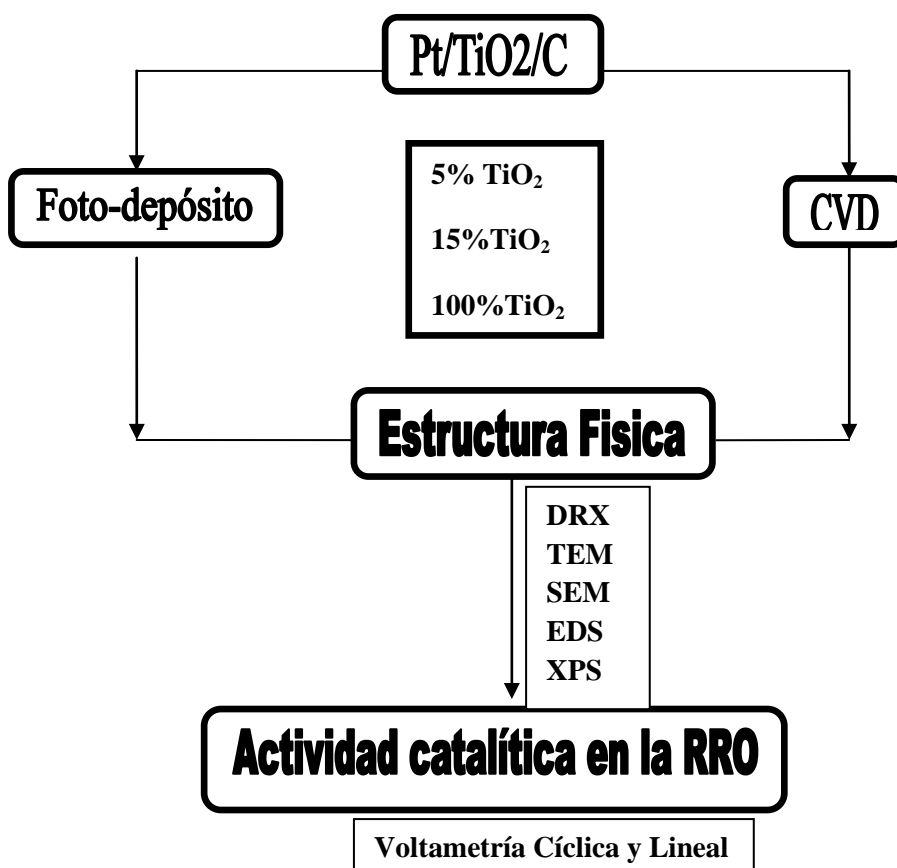 Pt/TiO2/C
Foto-depósito
5% TiO₂
15%TiO₂
100%TiO₂
CVD
Estructura Fisica
DRX
TEM
SEM
EDS
XPS
Actividad catalítica en la RRO
Voltametría Cíclica y Lineal